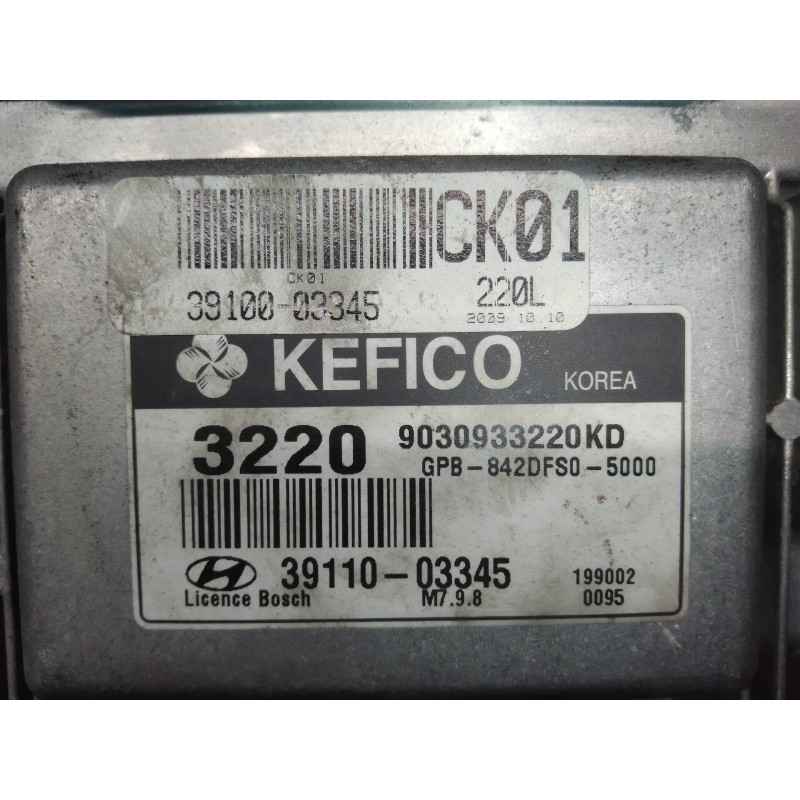 CK01
CK01
39100-03345
220L
2009 10.10
KEFICO
KOREA
3220
9030933220KD
GPB-842DFS0-5000
39110-03345
199002
Licence Bosch
M7.9.8
0095